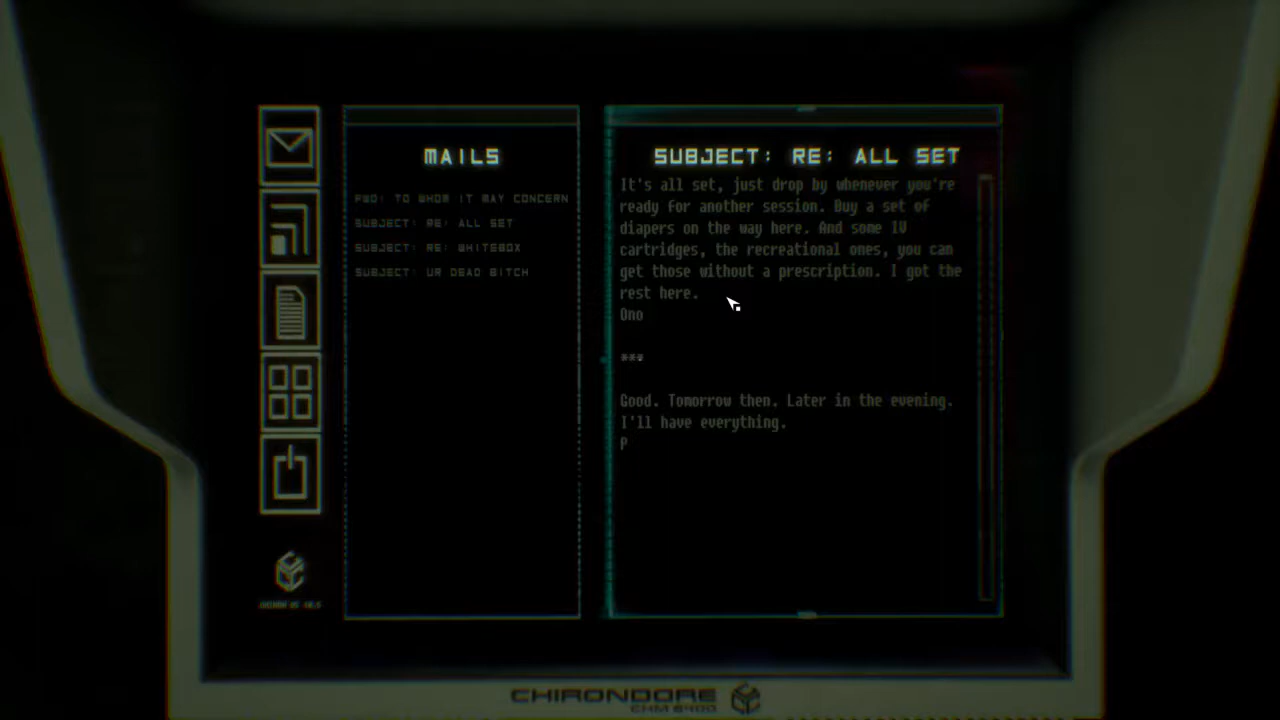 MAILS
FWD: TO WHOM IT MAY CONCERN
SUBJECT: RE: ALL SET
SUBJECT: RE: WHITEBOX
SUBJECT: UR DEAD BITCH
SUBJECT: RE: ALL SET
It's all set, just drop by whenever you're
ready for another session. Buy a set of
diapers on the way here. And some IV
cartridges, the recreational ones, you can
get those without a prescription. I got the
rest here.
Ono
***
Good. Tomorrow then. Later in the evening.
I'll have everything.
P
CHIRONDORE
CHM 6400